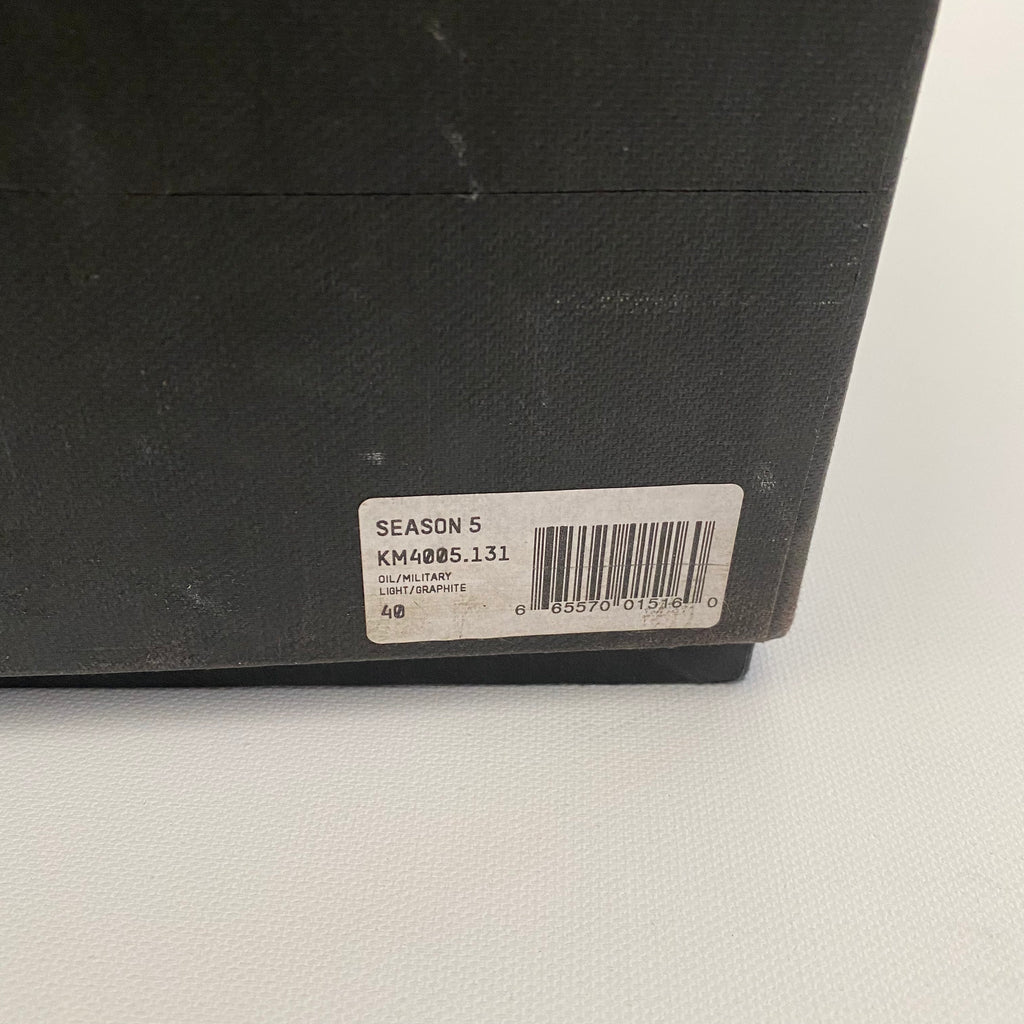 SEASON 5
KM4005.131
OIL/MILITARY
LIGHT/GRAPHITE
40
6 65570 01516 0